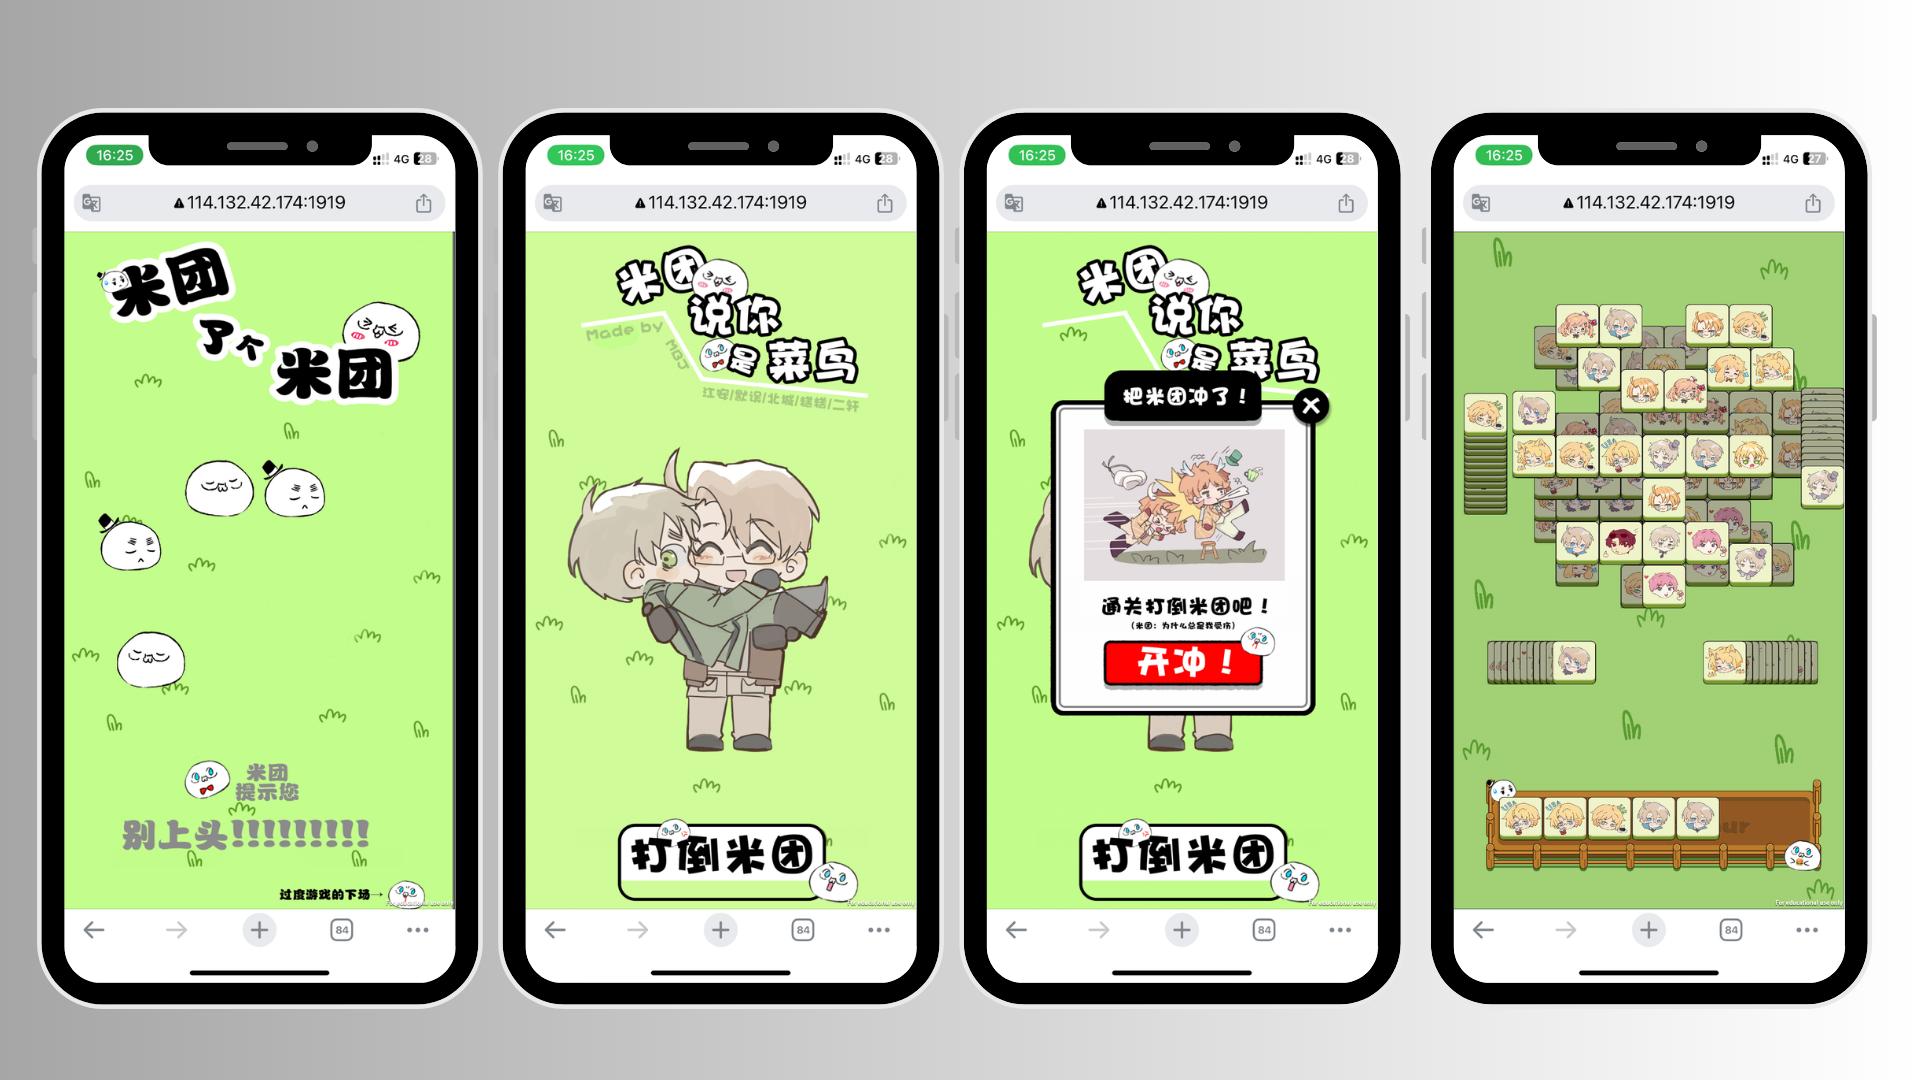 16:25
4G 28
114.132.42.174:1919
米团
了个
米团
米团
提示您
别上头!!!!!!!!!
过度游戏的下场→
For educational use only
84
16:25
4G 28
114.132.42.174:1919
米团
说你
是菜鸟
Made by
MBJ
江安/默误/北城/糕糕/二轩
打倒米团
For educational use only
84
16:25
4G 28
114.132.42.174:1919
米团
说你
是菜鸟
把米团冲了！
通关打倒米团吧！
（米团：为什么总是我受伤）
开冲！
打倒米团
For educational use only
84
16:25
4G 27
114.132.42.174:1919
For educational use only
84